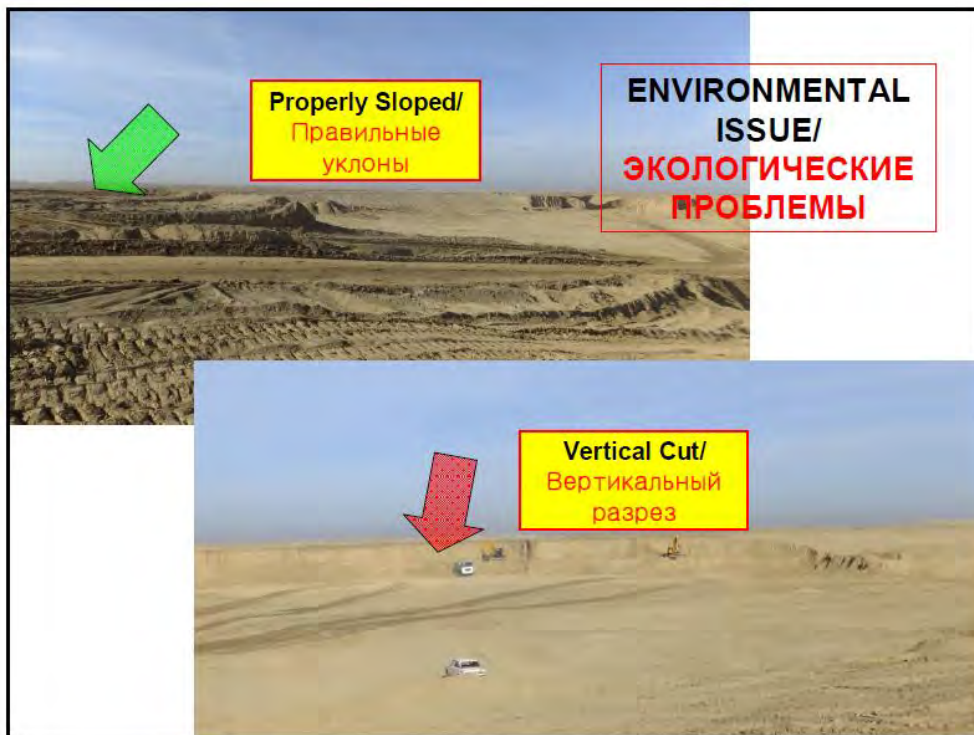 Properly Sloped/
Правильные
уклоны
ENVIRONMENTAL
ISSUE/
ЭКОЛОГИЧЕСКИЕ
ПРОБЛЕМЫ
Vertical Cut/
Вертикальный
разрез